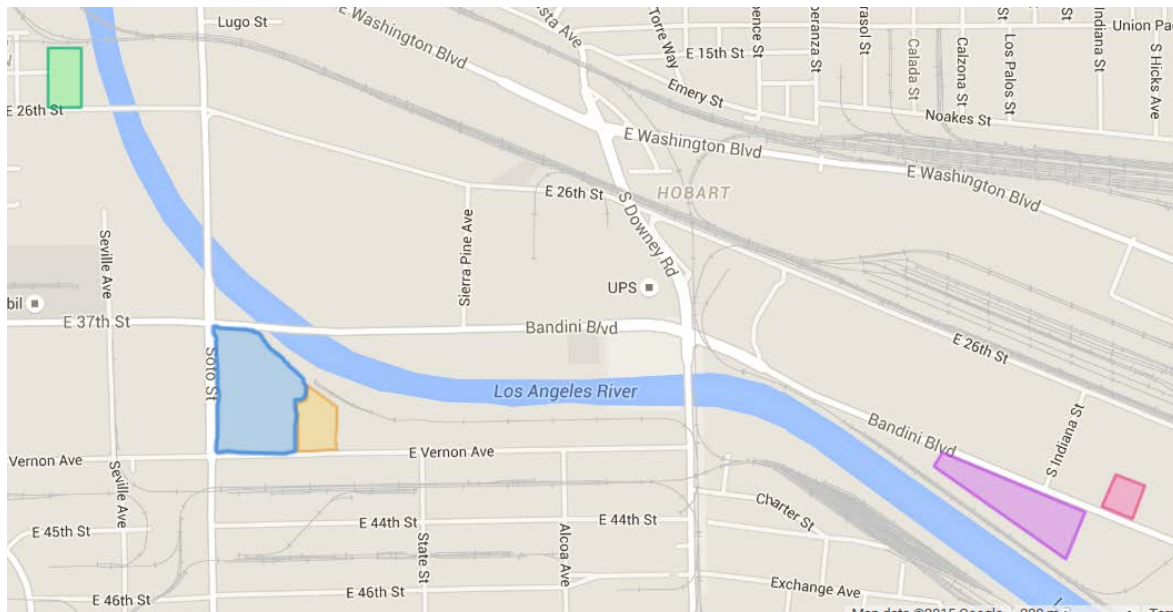 Lugo St
E Washington Blvd
Torre Way
E 15th St
Calada St
Calzona St
Los Palos St
Indiana St
S Hicks Ave
Emery St
Noakes St
E 26th St
E Washington Blvd
E Washington Blvd
E 26th St
HOBART
S Downey Rd
Seville Ave
Sierra Pine Ave
UPS
E 37th St
Bandini Blvd
Soto St
E 26th St
Los Angeles River
Bandini Blvd
S Indiana St
Vernon Ave
E Vernon Ave
Seville Ave
Charter St
E 45th St
E 44th St
E 44th St
State St
Alcoa Ave
E 46th St
E 46th St
Exchange Ave